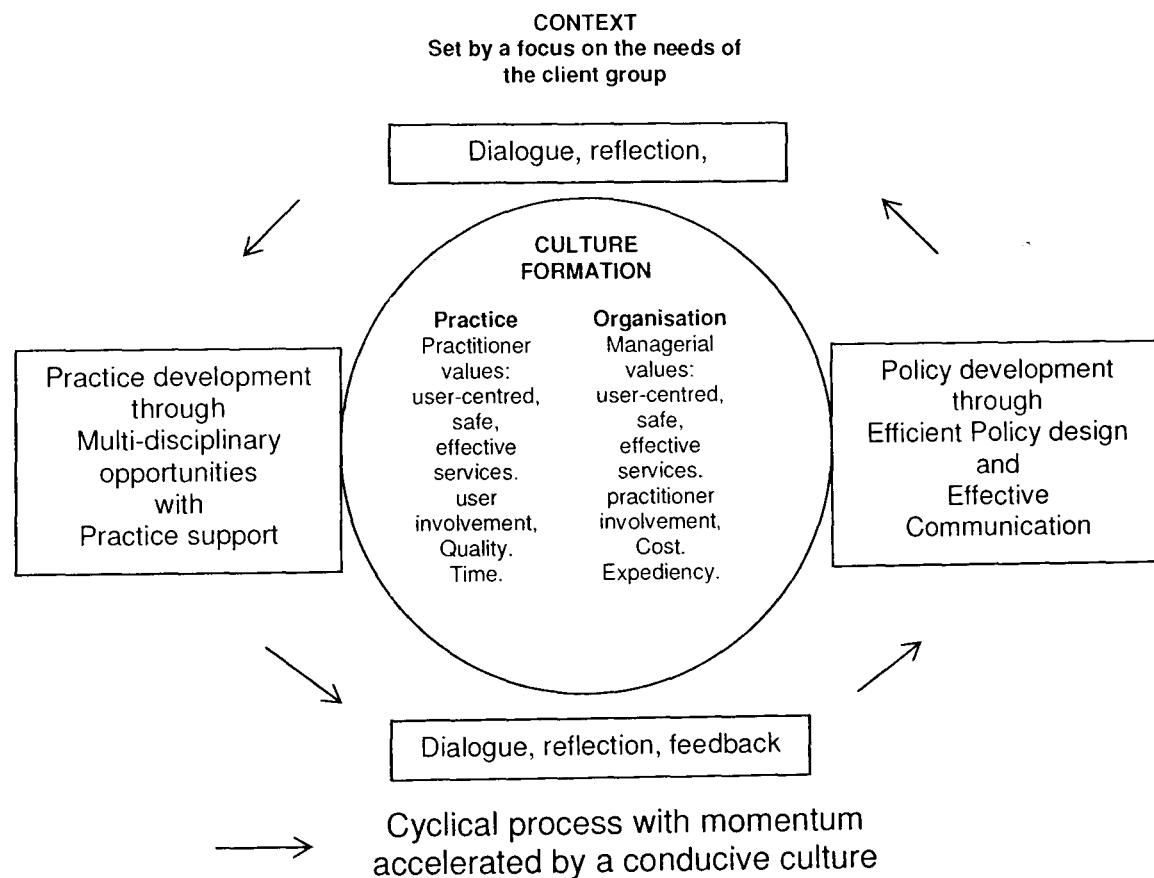 CONTEXT
Set by a focus on the needs of
the client group
Dialogue, reflection,
CULTURE
FORMATION
Practice
Practitioner
values:
user-centred,
safe,
effective
services.
user
involvement,
Quality.
Time.
Organisation
Managerial
values:
user-centred,
safe,
effective
services.
practitioner
involvement,
Cost.
Expediency.
Practice development
through
Multi-disciplinary
opportunities
with
Practice support
Policy development
through
Efficient Policy design
and
Effective
Communication
Dialogue, reflection, feedback
Cyclical process with momentum
accelerated by a conducive culture